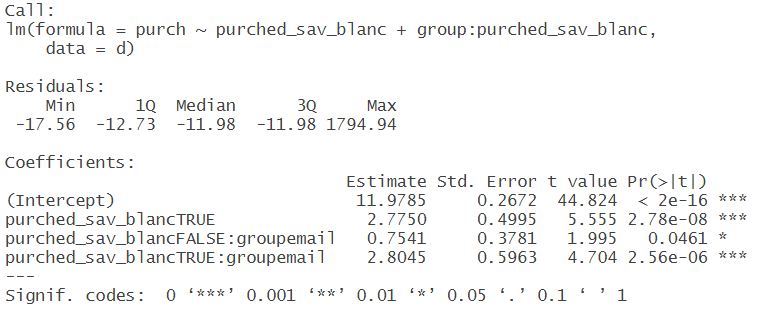 Call:
lm(formula = purch ~ purched_sav_blanc + group:purched_sav_blanc,
    data = d)
Residuals:
    Min      1Q  Median      3Q     Max
 -17.56  -12.73  -11.98  -11.98 1794.94
Coefficients:
                                 Estimate Std. Error t value Pr(>|t|)
(Intercept)                       11.9785     0.2672  44.824  < 2e-16 ***
purched_sav_blancTRUE              2.7750     0.4995   5.555 2.78e-08 ***
purched_sav_blancFALSE:groupemail  0.7541     0.3781   1.995   0.0461 *
purched_sav_blancTRUE:groupemail   2.8045     0.5963   4.704 2.56e-06 ***
---
Signif. codes:  0 ‘***’ 0.001 ‘**’ 0.01 ‘*’ 0.05 ‘.’ 0.1 ‘ ’ 1